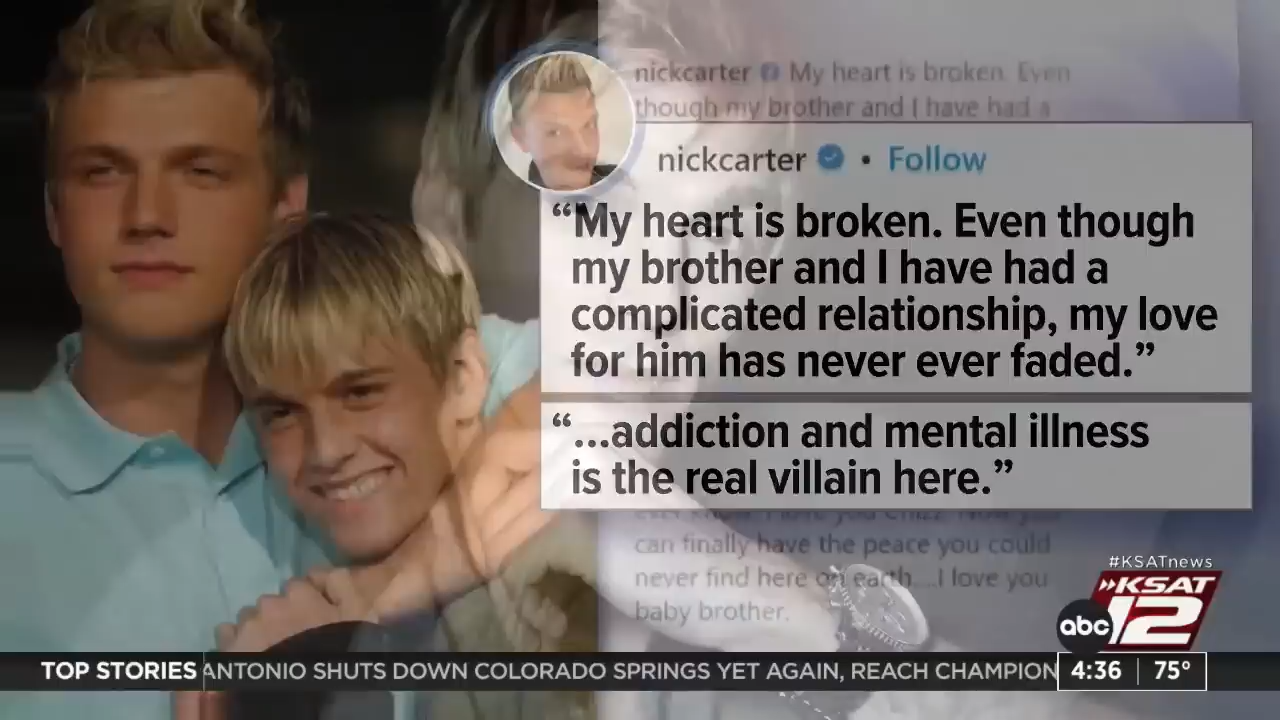 nickcarter My heart is broken. Even
though my brother and I have had a
nickcarter • Follow
“My heart is broken. Even though
my brother and I have had a
complicated relationship, my love
for him has never ever faded.”
“...addiction and mental illness
is the real villain here.”
ever know. I love you Chizz. Now you
can finally have the peace you could
never find here on earth....I love you
baby brother.
#KSATnews
KSAT
abc 12
TOP STORIES ANTONIO SHUTS DOWN COLORADO SPRINGS YET AGAIN, REACH CHAMPION 4:36 75°